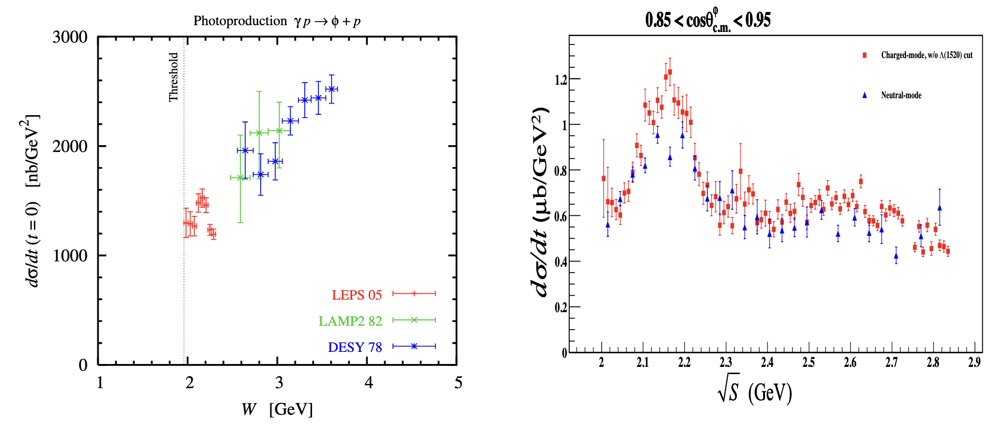 Photoproduction γ p → ϕ + p
3000
2000
1000
0
dσ/dt (t = 0) [nb/GeV²]
Threshold
LEPS 05
LAMP2 82
DESY 78
1 2 3 4 5
W [GeV]
0.85 < cosθ^ϕ_c.m. < 0.95
Charged-mode, w/o Λ(1520) cut
Neutral-mode
1.2
1
0.8
0.6
0.4
0.2
0
dσ/dt (μb/GeV²)
2 2.1 2.2 2.3 2.4 2.5 2.6 2.7 2.8 2.9
√S (GeV)